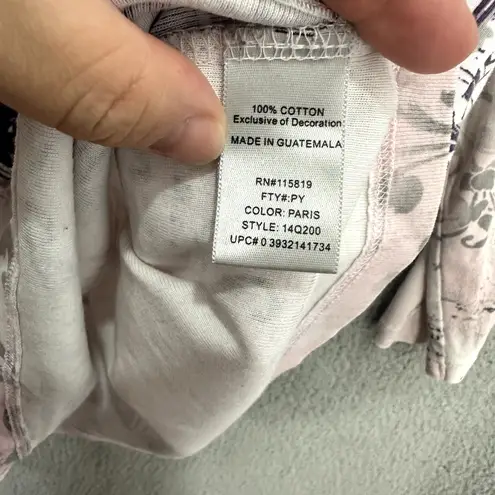 100% COTTON
Exclusive of Decoration
MADE IN GUATEMALA
RN#115819
FTY#:PY
COLOR: PARIS
STYLE: 14Q200
UPC# 0 3932141734